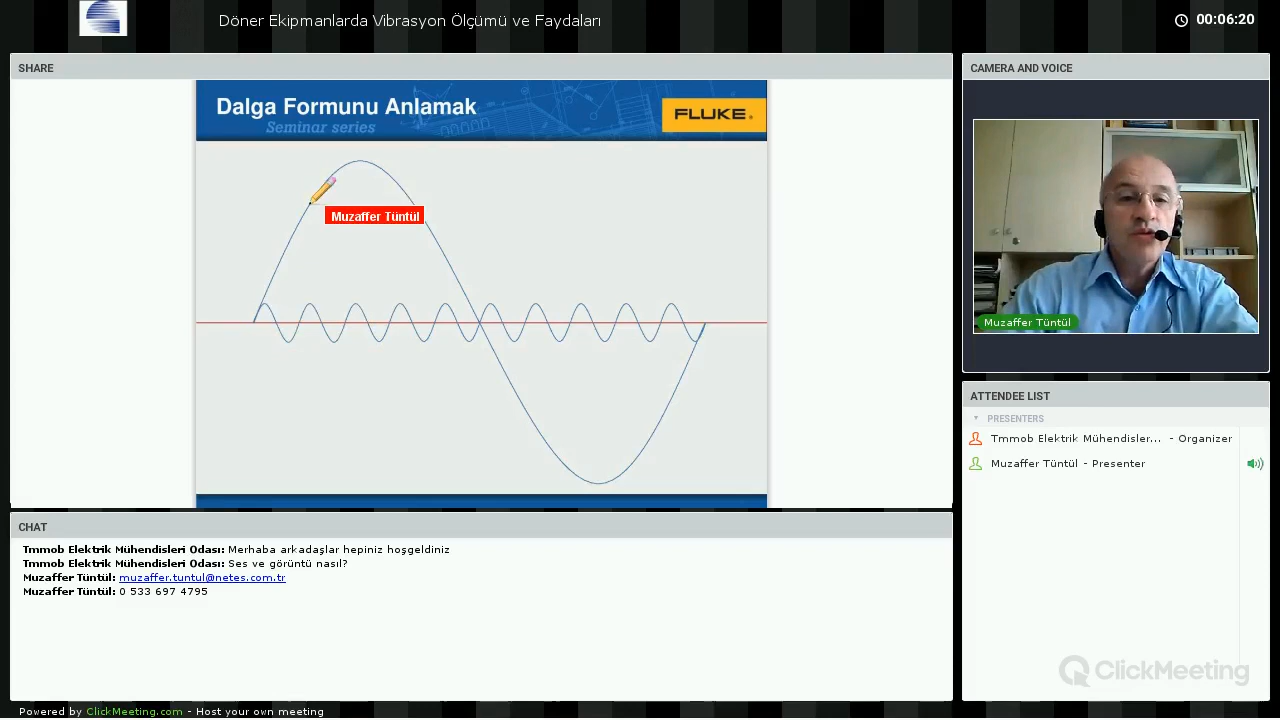 Döner Ekipmanlarda Vibrasyon Ölçümü ve Faydaları
00:06:20
SHARE
Dalga Formunu Anlamak
Seminar series
FLUKE®
Muzaffer Tüntül
CAMERA AND VOICE
Muzaffer Tüntül
ATTENDEE LIST
PRESENTERS
Tmmob Elektrik Mühendisler... - Organizer
Muzaffer Tüntül - Presenter
CHAT
Tmmob Elektrik Mühendisleri Odası: Merhaba arkadaşlar hepiniz hoşgeldiniz
Tmmob Elektrik Mühendisleri Odası: Ses ve görüntü nasıl?
Muzaffer Tüntül: muzaffer.tuntul@netes.com.tr
Muzaffer Tüntül: 0 533 697 4795
ClickMeeting
Powered by ClickMeeting.com - Host your own meeting